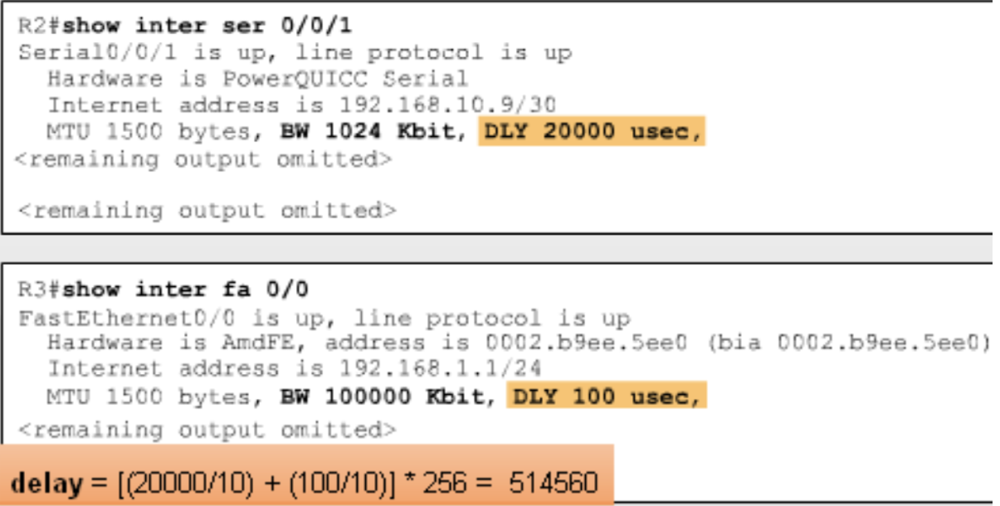 R2#show inter ser 0/0/1
Serial0/0/1 is up, line protocol is up
Hardware is PowerQUICC Serial
Internet address is 192.168.10.9/30
MTU 1500 bytes, BW 1024 Kbit, DLY 20000 usec,
<remaining output omitted>
<remaining output omitted>
R3#show inter fa 0/0
FastEthernet0/0 is up, line protocol is up
Hardware is AmdFE, address is 0002.b9ee.5ee0 (bia 0002.b9ee.5ee0)
Internet address is 192.168.1.1/24
MTU 1500 bytes, BW 100000 Kbit, DLY 100 usec,
<remaining output omitted>
delay = [(20000/10) + (100/10)] * 256 = 514560